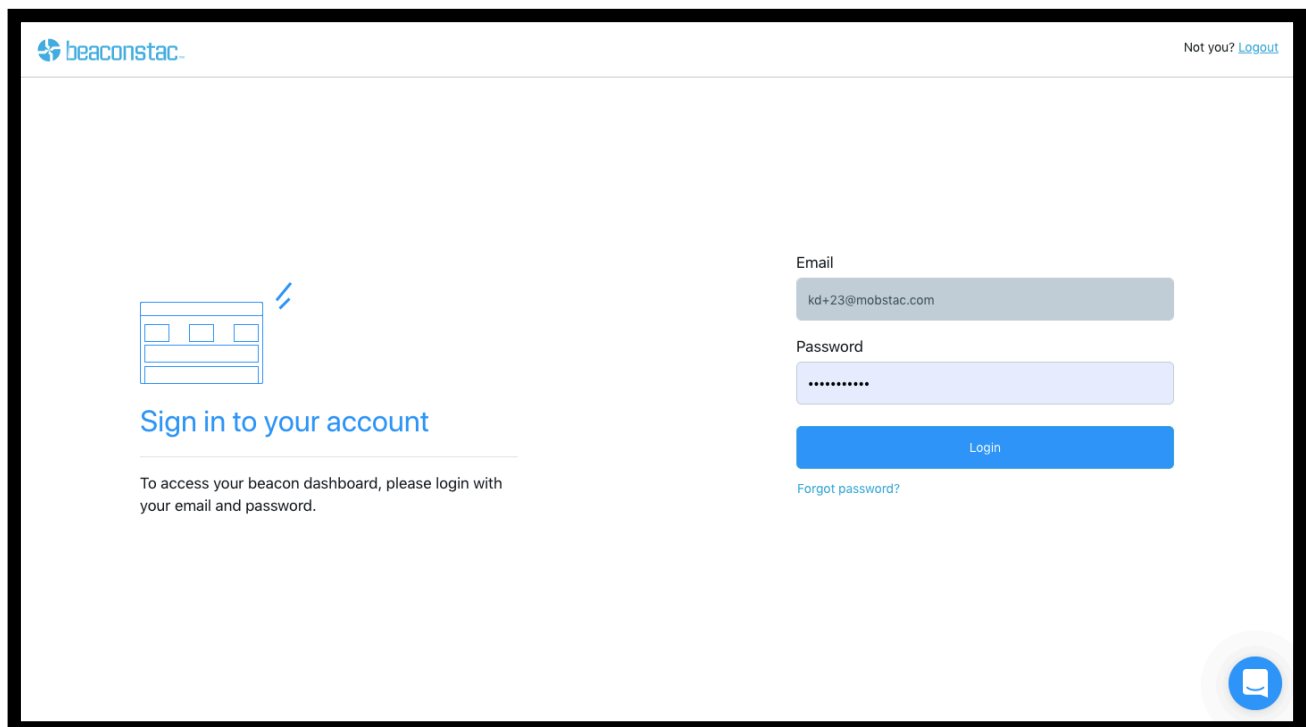 beaconstac
Not you? Logout
Sign in to your account
To access your beacon dashboard, please login with
your email and password.
Email
kd+23@mobstac.com
Password
•••••••••••
Login
Forgot password?